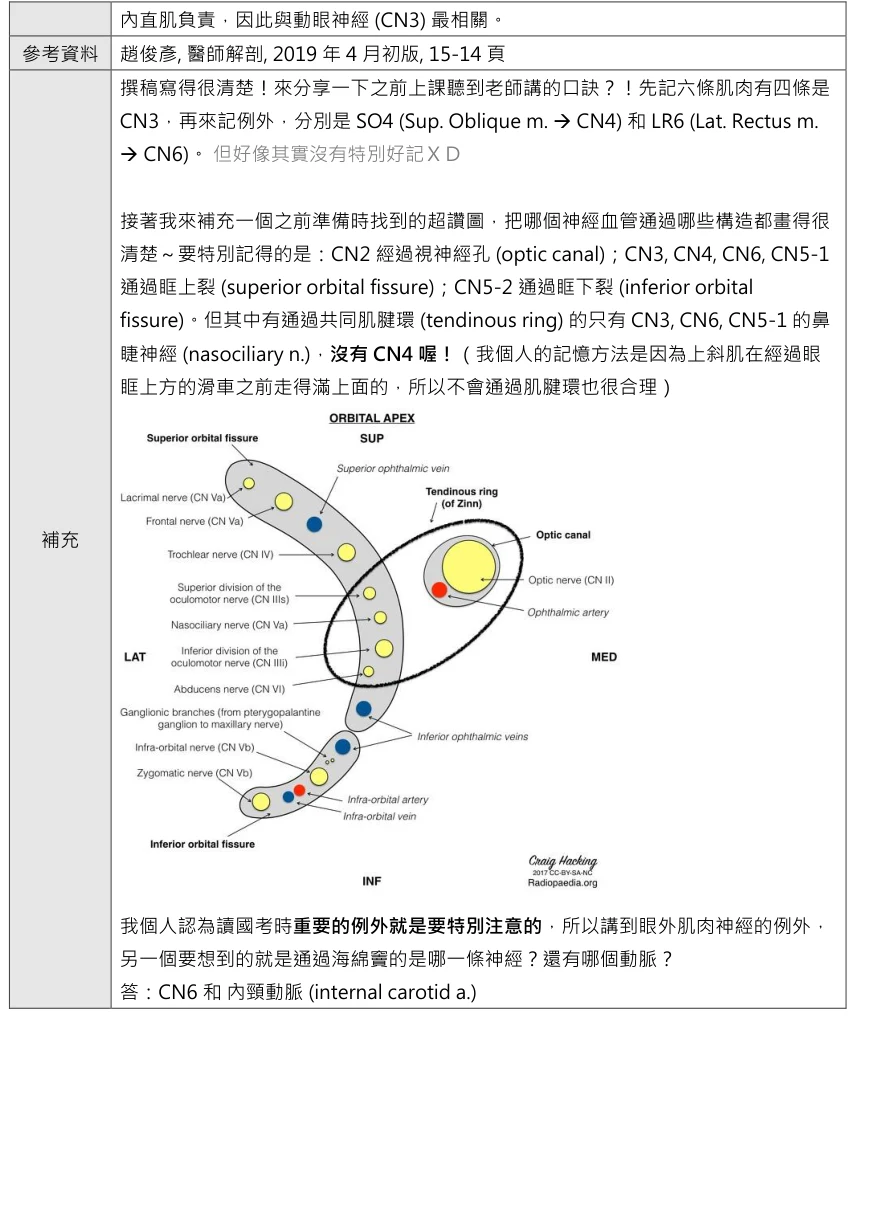 內直肌負責，因此與動眼神經 (CN3) 最相關。
參考資料 趙俊彥, 醫師解剖, 2019 年 4 月初版, 15-14 頁
補充
撰稿寫得很清楚！來分享一下之前上課聽到老師講的口訣？！先記六條肌肉有四條是
CN3，再來記例外，分別是 SO4 (Sup. Oblique m. → CN4) 和 LR6 (Lat. Rectus m.
→ CN6)。 但好像其實沒有特別好記ＸＤ
接著我來補充一個之前準備時找到的超讚圖，把哪個神經血管通過哪些構造都畫得很
清楚～要特別記得的是：CN2 經過視神經孔 (optic canal)；CN3, CN4, CN6, CN5-1
通過眶上裂 (superior orbital fissure)；CN5-2 通過眶下裂 (inferior orbital
fissure)。但其中有通過共同肌腱環 (tendinous ring) 的只有 CN3, CN6, CN5-1 的鼻
睫神經 (nasociliary n.)，沒有 CN4 喔！（我個人的記憶方法是因為上斜肌在經過眼
眶上方的滑車之前走得滿上面的，所以不會通過肌腱環也很合理）
ORBITAL APEX
SUP
Superior orbital fissure
Superior ophthalmic vein
Lacrimal nerve (CN Va)
Frontal nerve (CN Va)
Tendinous ring
(of Zinn)
Optic canal
Trochlear nerve (CN IV)
Optic nerve (CN II)
Superior division of the
oculomotor nerve (CN IIIs)
Ophthalmic artery
Nasociliary nerve (CN Va)
Inferior division of the
oculomotor nerve (CN IIIi)
LAT
MED
Abducens nerve (CN VI)
Ganglionic branches (from pterygopalantine
ganglion to maxillary nerve)
Inferior ophthalmic veins
Infra-orbital nerve (CN Vb)
Zygomatic nerve (CN Vb)
Infra-orbital artery
Infra-orbital vein
Inferior orbital fissure
INF
Craig Hacking
2017 CC-BY-SA-NC
Radiopaedia.org
我個人認為讀國考時重要的例外就是要特別注意的，所以講到眼外肌肉神經的例外，
另一個要想到的就是通過海綿竇的是哪一條神經？還有哪個動脈？
答：CN6 和 內頸動脈 (internal carotid a.)